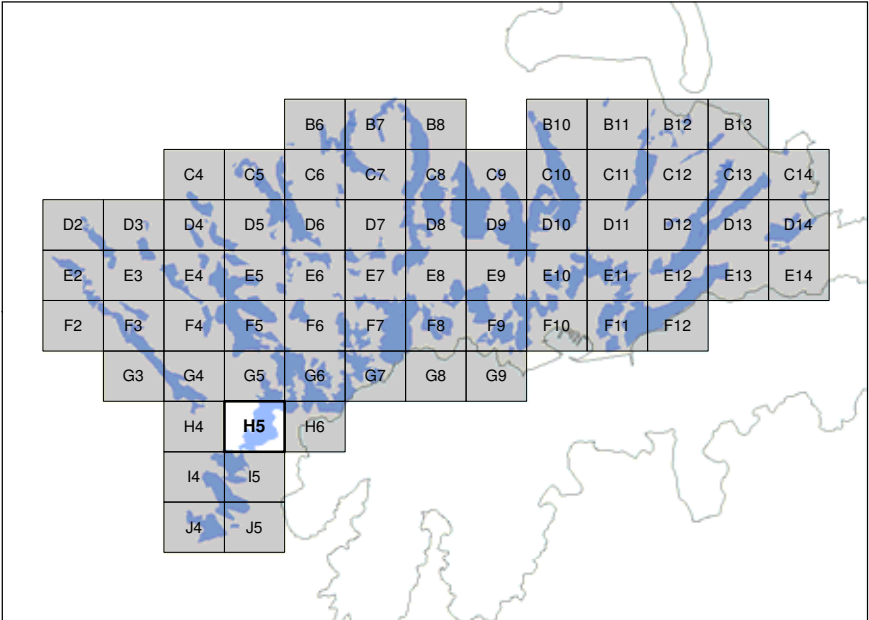 B6 B7 B8 B10 B11 B12 B13
C4 C5 C6 C7 C8 C9 C10 C11 C12 C13 C14
D2 D3 D4 D5 D6 D7 D8 D9 D10 D11 D12 D13 D14
E2 E3 E4 E5 E6 E7 E8 E9 E10 E11 E12 E13 E14
F2 F3 F4 F5 F6 F7 F8 F9 F10 F11 F12
G3 G4 G5 G6 G7 G8 G9
H4 H5 H6
I4 I5
J4 J5